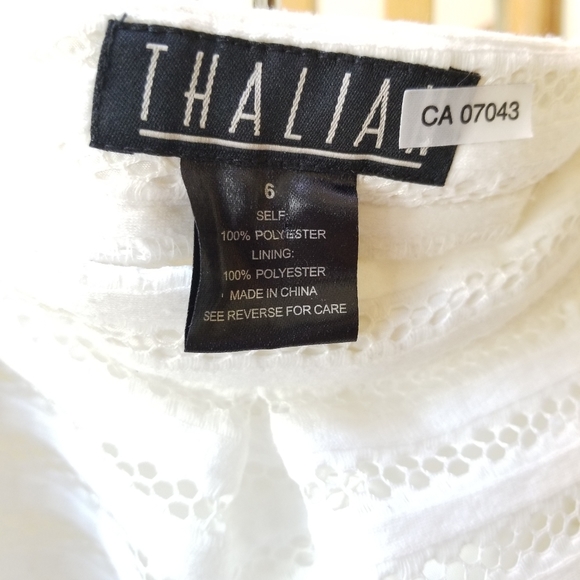 THALIA
CA 07043
6
SELF:
100% POLYESTER
LINING:
100% POLYESTER
MADE IN CHINA
SEE REVERSE FOR CARE